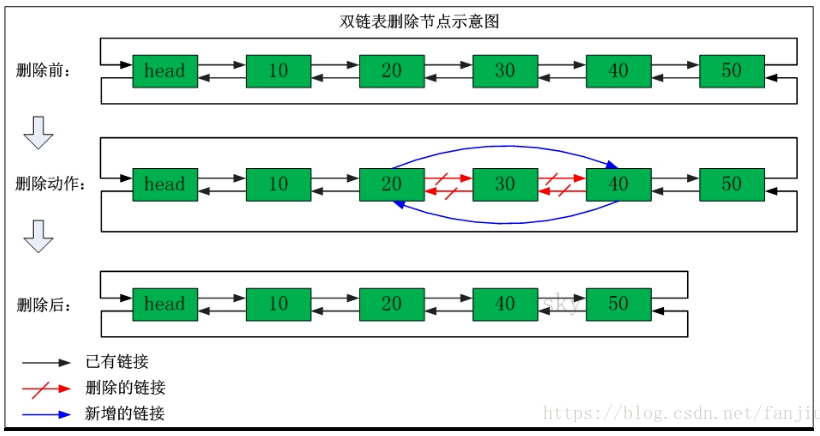 双链表删除节点示意图
删除前：
head 10 20 30 40 50
删除动作：
head 10 20 30 40 50
删除后：
head 10 20 40 sky 50
已有链接
删除的链接
新增的链接
https://blog.csdn.net/fanjiu